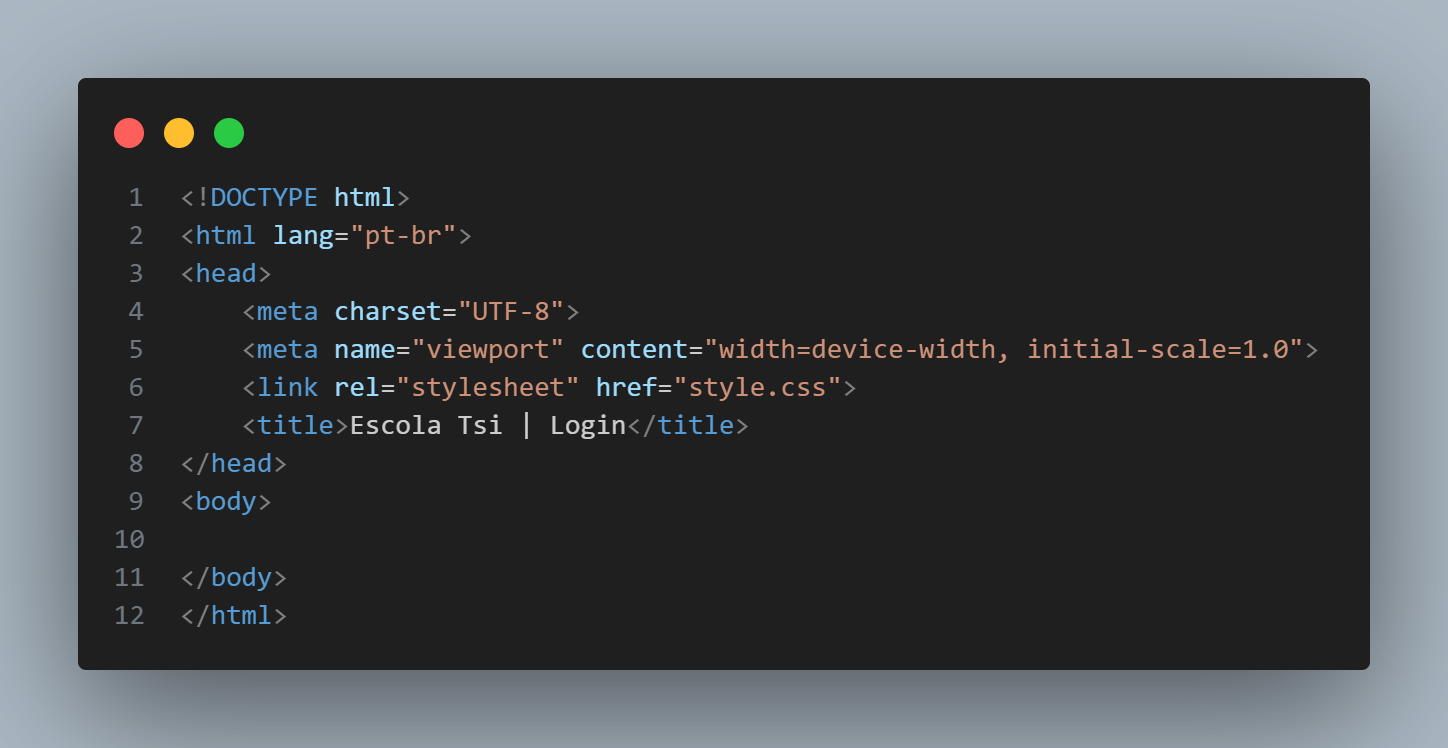 1 <!DOCTYPE html>
2 <html lang="pt-br">
3 <head>
4     <meta charset="UTF-8">
5     <meta name="viewport" content="width=device-width, initial-scale=1.0">
6     <link rel="stylesheet" href="style.css">
7     <title>Escola Tsi | Login</title>
8 </head>
9 <body>
10
11 </body>
12 </html>